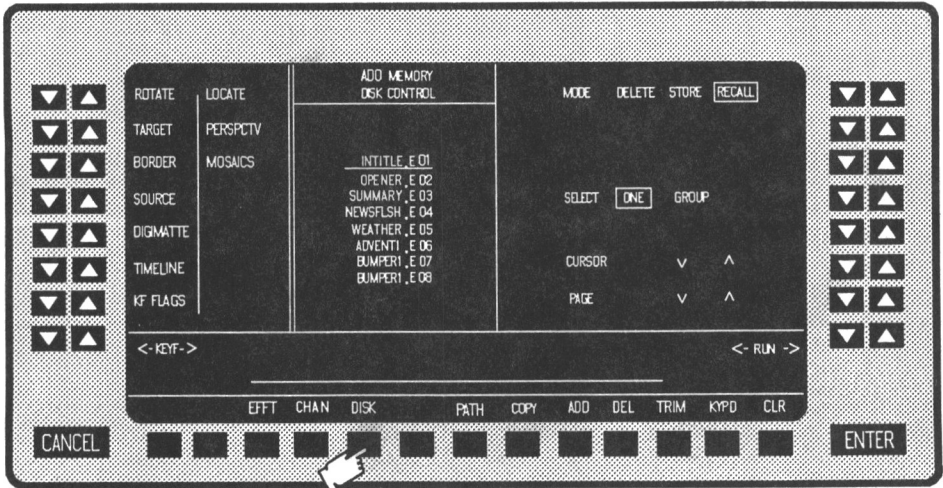 ADO MEMORY
DISK CONTROL
ROTATE LOCATE
TARGET PERSPCTV
BORDER MOSAICS
SOURCE
DIGIMATTE
TIMELINE
KF FLAGS
INTITLE.E 01
OPENER.E 02
SUMMARY.E 03
NEWSFLSH.E 04
WEATHER.E 05
ADVENT1.E 06
BUMPER1.E 07
BUMPER1.E 08
MODE DELETE STORE RECALL
SELECT ONE GROUP
CURSOR v ^
PAGE v ^
<-KEYF-> <- RUN ->
EFFT CHAN DISK PATH COPY ADD DEL TRIM KYPD CLR
CANCEL ENTER